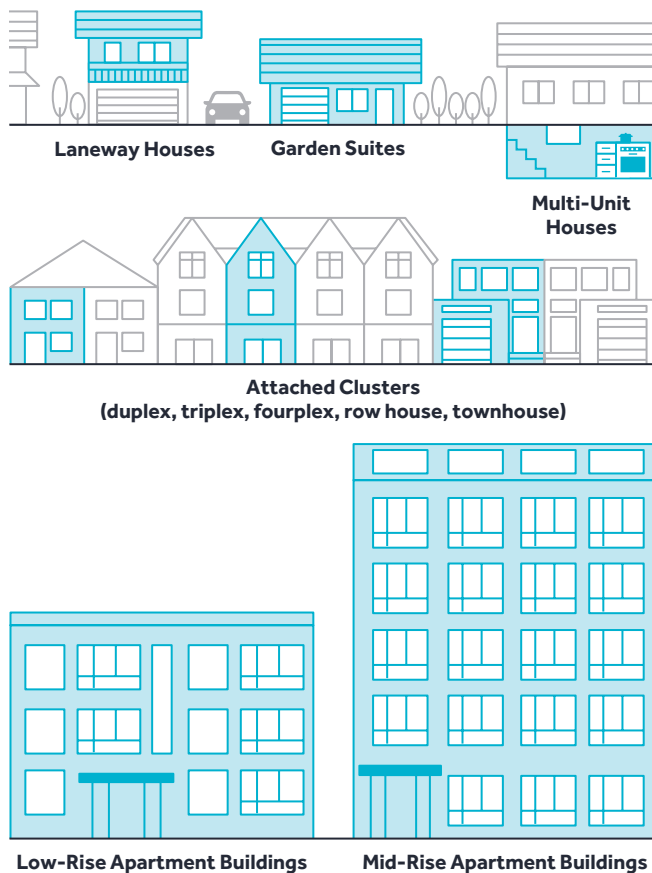 Laneway Houses
Garden Suites
Multi-Unit
Houses
Attached Clusters
(duplex, triplex, fourplex, row house, townhouse)
Low-Rise Apartment Buildings
Mid-Rise Apartment Buildings